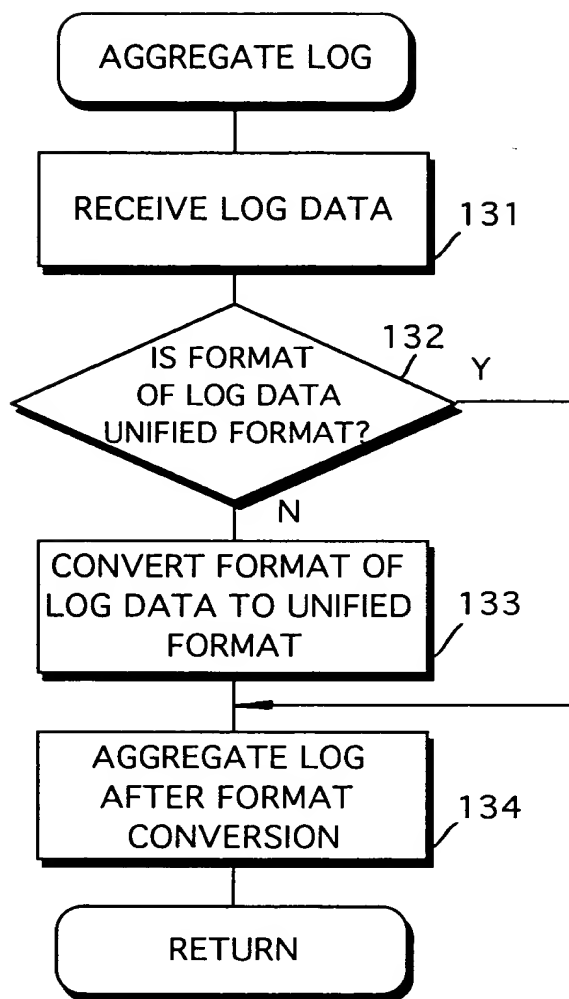 AGGREGATE LOG
RECEIVE LOG DATA
131
IS FORMAT
OF LOG DATA
UNIFIED FORMAT?
132
Y
N
CONVERT FORMAT OF
LOG DATA TO UNIFIED
FORMAT
133
AGGREGATE LOG
AFTER FORMAT
CONVERSION
134
RETURN